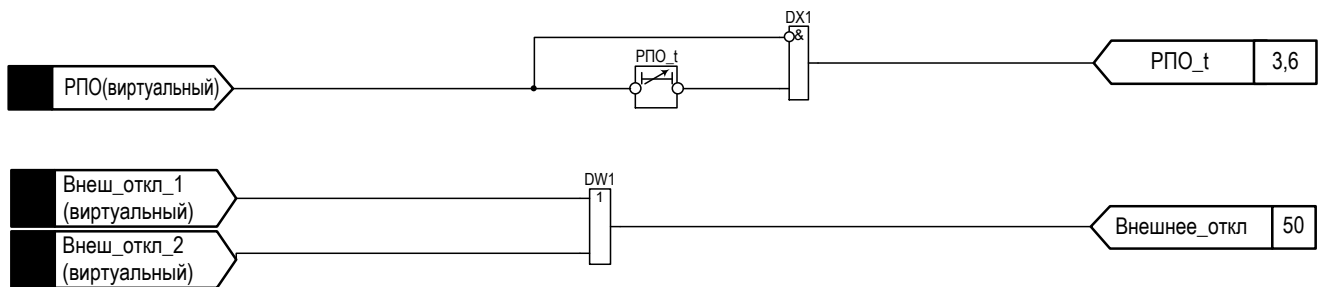 DX1
&
РПО_t
РПО(виртуальный)
РПО_t 3,6
Внеш_откл_1
(виртуальный)
DW1
1
Внешнее_откл 50
Внеш_откл_2
(виртуальный)